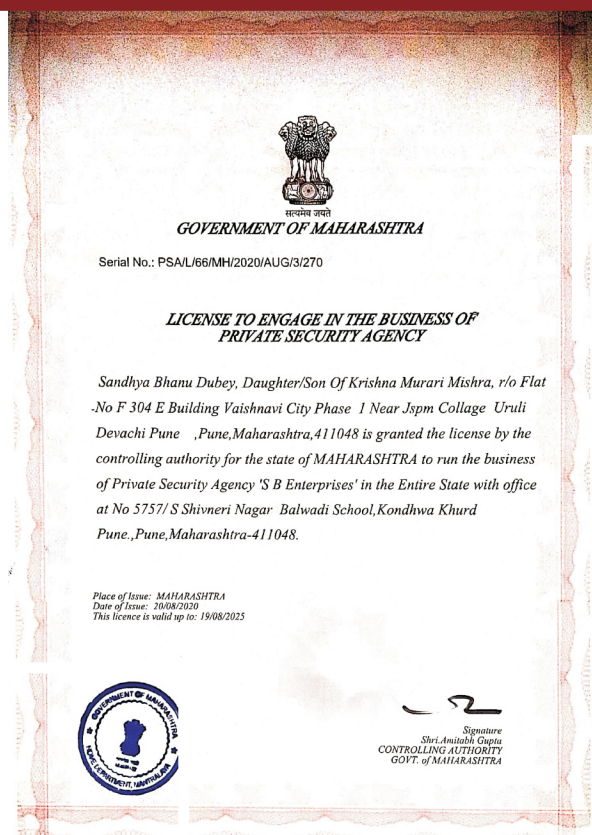 सत्यमेव जयते
GOVERNMENT OF MAHARASHTRA
Serial No.: PSA/L/66/MH/2020/AUG/3/270
LICENSE TO ENGAGE IN THE BUSINESS OF
PRIVATE SECURITY AGENCY
Sandhya Bhanu Dubey, Daughter/Son Of Krishna Murari Mishra, r/o Flat
No F 304 E Building Vaishnavi City Phase 1 Near Jspm Collage Uruli
Devachi Pune ,Pune,Maharashtra,411048 is granted the license by the
controlling authority for the state of MAHARASHTRA to run the business
of Private Security Agency 'S B Enterprises' in the Entire State with office
at No 5757/ S Shivneri Nagar Balwadi School,Kondhwa Khurd
Pune.,Pune,Maharashtra-411048.
Place of Issue: MAHARASHTRA
Date of Issue: 20/08/2020
This licence is valid up to: 19/08/2025
GOVERNMENT OF MAHARASHTRA
HOME DEPARTMENT, MANTRALAYA
Signature
Shri.Amitabh Gupta
CONTROLLING AUTHORITY
GOVT. of MAHARASHTRA